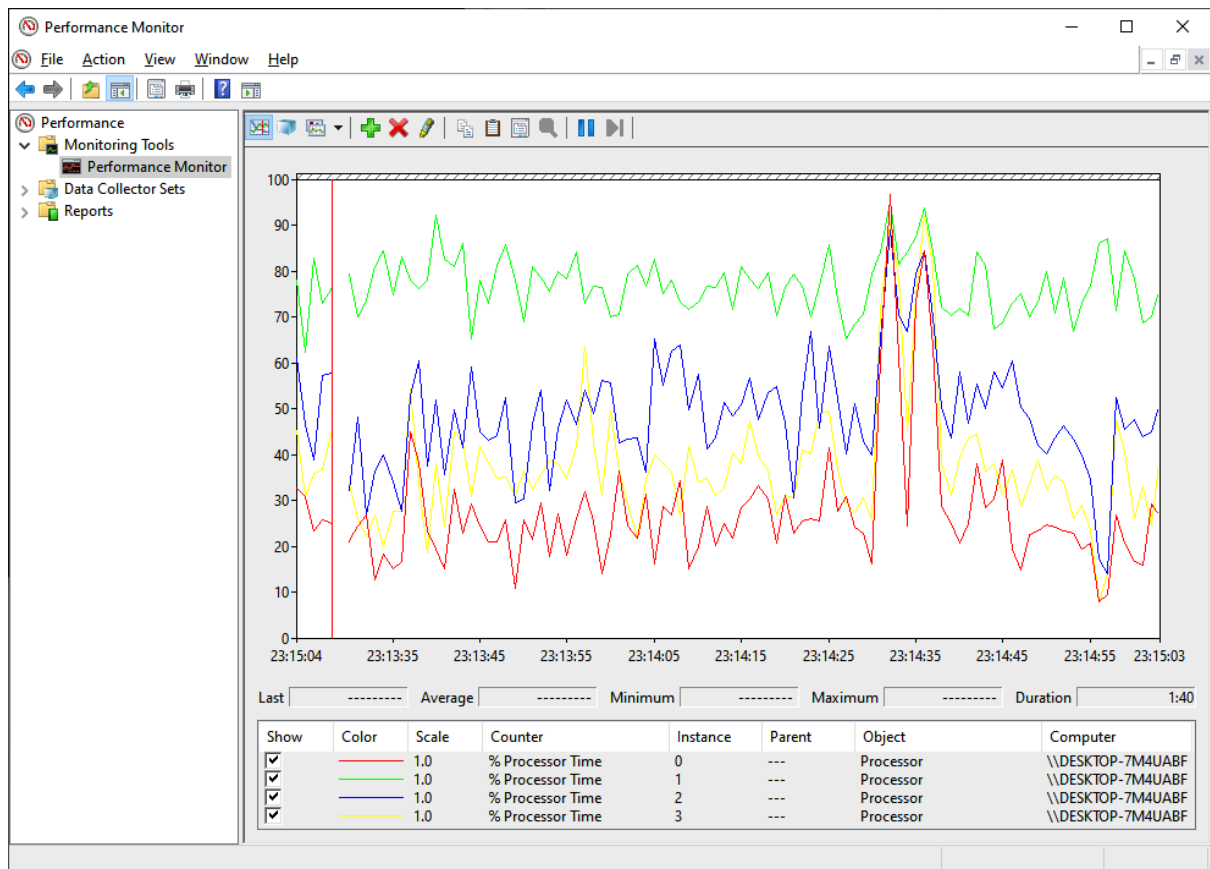 Performance Monitor
File Action View Window Help
Performance
Monitoring Tools
Performance Monitor
Data Collector Sets
Reports
100
90
80
70
60
50
40
30
20
10
0
23:15:04 23:13:35 23:13:45 23:13:55 23:14:05 23:14:15 23:14:25 23:14:35 23:14:45 23:14:55 23:15:03
Last --------- Average --------- Minimum --------- Maximum --------- Duration 1:40
Show Color Scale Counter Instance Parent Object Computer
1.0 % Processor Time 0 --- Processor \\DESKTOP-7M4UABF
1.0 % Processor Time 1 --- Processor \\DESKTOP-7M4UABF
1.0 % Processor Time 2 --- Processor \\DESKTOP-7M4UABF
1.0 % Processor Time 3 --- Processor \\DESKTOP-7M4UABF